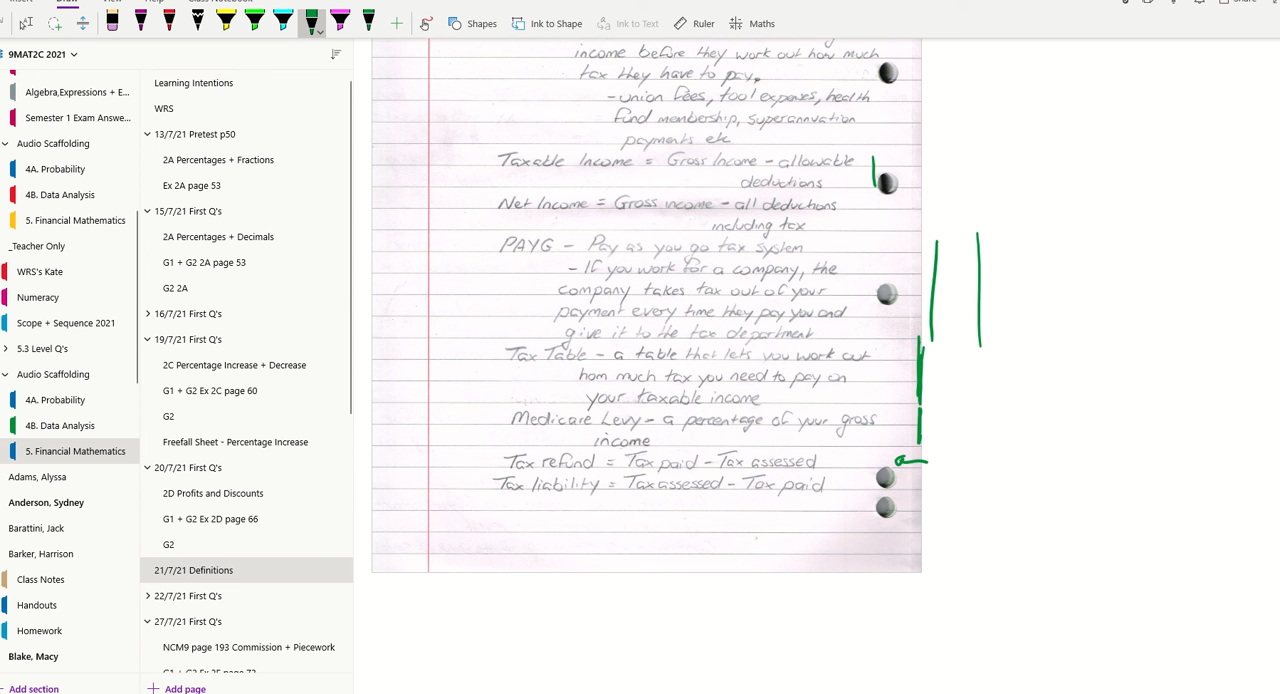 Draw
Class Notebook
Shapes
Ink to Shape
Ink to Text
Ruler
Maths
9MAT2C 2021
Algebra,Expressions + E...
Semester 1 Exam Answe...
Audio Scaffolding
4A. Probability
4B. Data Analysis
5. Financial Mathematics
_Teacher Only
WRS's Kate
Numeracy
Scope + Sequence 2021
5.3 Level Q's
Audio Scaffolding
4A. Probability
4B. Data Analysis
5. Financial Mathematics
Adams, Alyssa
Anderson, Sydney
Barattini, Jack
Barker, Harrison
Class Notes
Handouts
Homework
Blake, Macy
Add section
Learning Intentions
WRS
13/7/21 Pretest p50
2A Percentages + Fractions
Ex 2A page 53
15/7/21 First Q's
2A Percentages + Decimals
G1 + G2 2A page 53
G2 2A
16/7/21 First Q's
19/7/21 First Q's
2C Percentage Increase + Decrease
G1 + G2 Ex 2C page 60
G2
Freefall Sheet - Percentage Increase
20/7/21 First Q's
2D Profits and Discounts
G1 + G2 Ex 2D page 66
G2
21/7/21 Definitions
22/7/21 First Q's
27/7/21 First Q's
NCM9 page 193 Commission + Piecework
Add page
income before they work out how much
tax they have to pay.
- union fees, tool expenses, health
fund membership, superannuation
payments etc
Taxable Income = Gross Income - allowable
deductions
Net Income = Gross income - all deductions
including tax
PAYG - Pay as you go tax system
- If you work for a company, the
company takes tax out of your
payment every time they pay you and
give it to the tax department
Tax Table - a table that lets you work out
hom much tax you need to pay on
your taxable income
Medicare Levy - a percentage of your gross
income
Tax refund = Tax paid - Tax assessed
Tax liability = Tax assessed - Tax paid